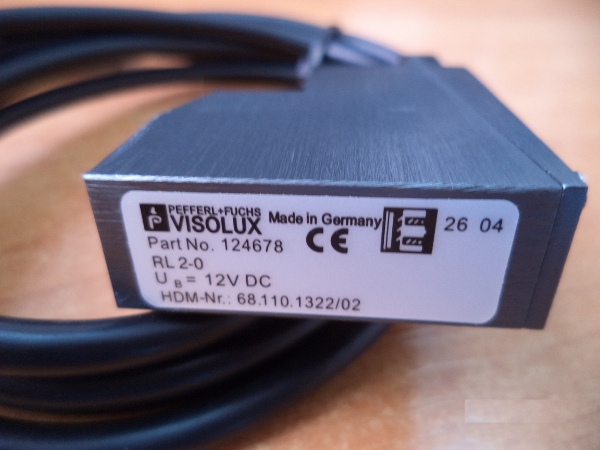 PEFFERL+FUCHS
VISOLUX Made in Germany 26 04
Part No. 124678 CE
RL 2-0
U B = 12V DC
HDM-Nr.: 68.110.1322/02